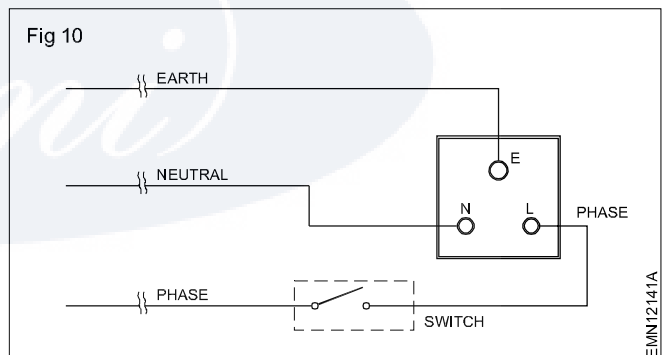 Fig 10
EARTH
E
NEUTRAL
N
L
PHASE
PHASE
SWITCH
EMN12141A